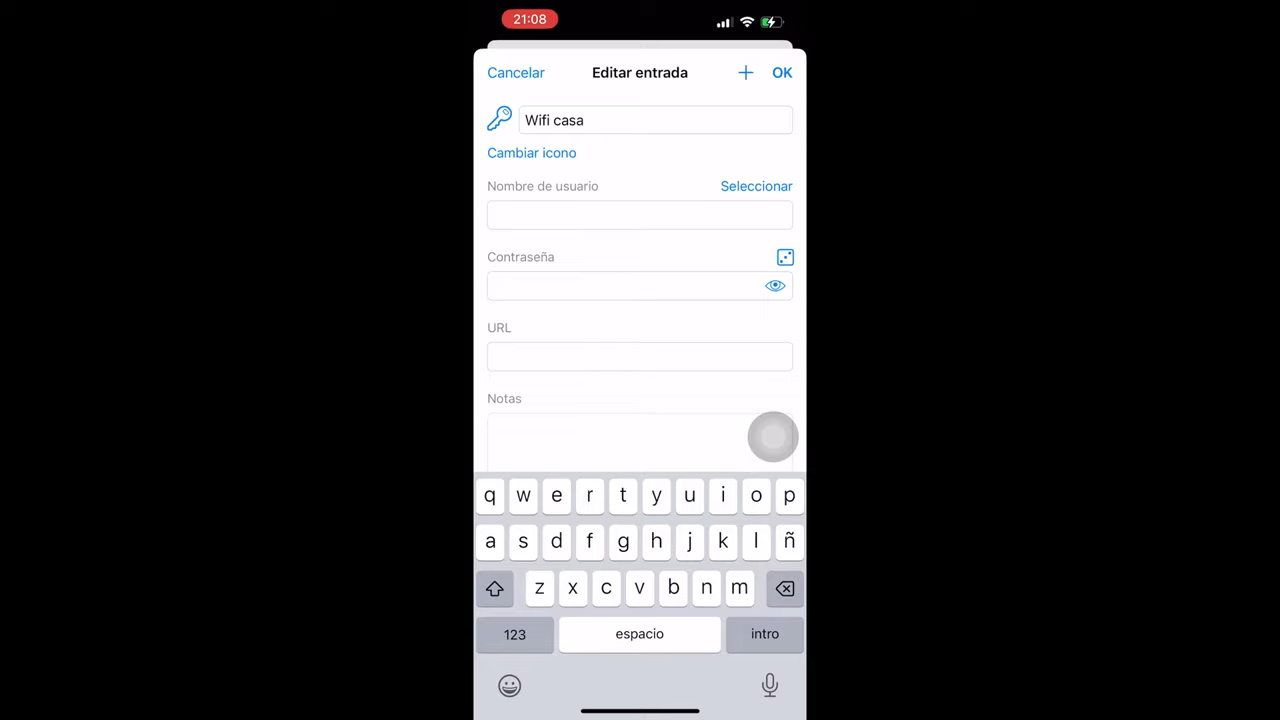 21:08
Cancelar Editar entrada + OK
Wifi casa
Cambiar icono
Nombre de usuario Seleccionar
Contraseña
URL
Notas
q w e r t y u i o p
a s d f g h j k l ñ
z x c v b n m
123 espacio intro